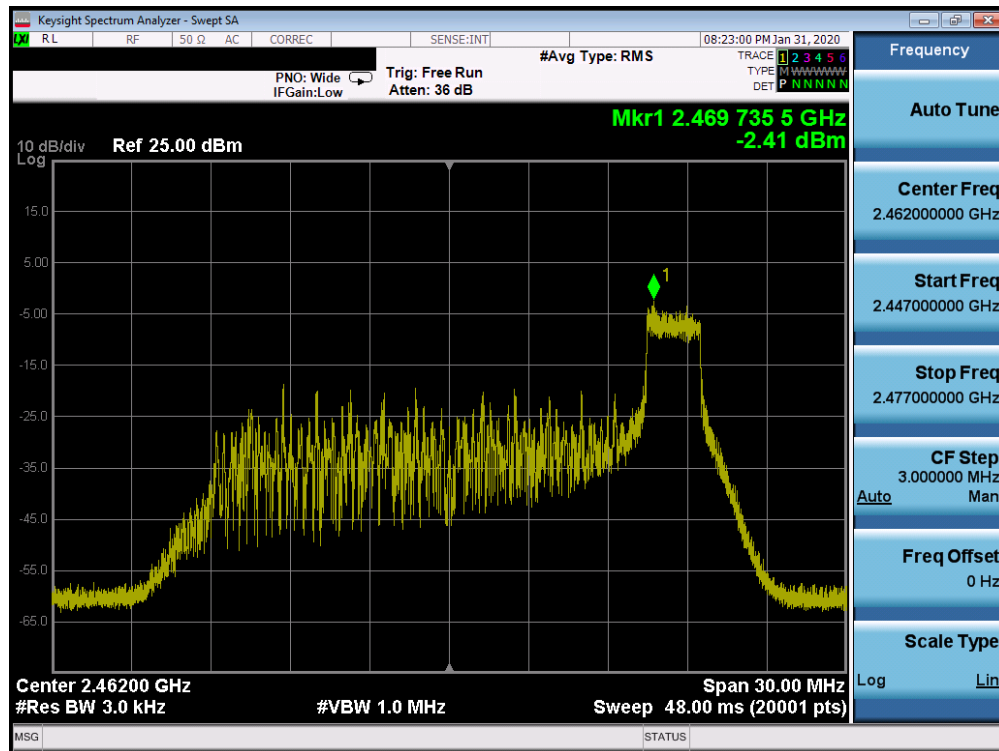 Keysight Spectrum Analyzer - Swept SA
LXI RL RF 50 Ω AC CORREC SENSE:INT 08:23:00 PM Jan 31, 2020
#Avg Type: RMS
TRACE 1 2 3 4 5 6
TYPE M WWWWW
DET P N N N N N
PNO: Wide
IFGain:Low
Trig: Free Run
Atten: 36 dB
Mkr1 2.469 735 5 GHz
-2.41 dBm
10 dB/div Ref 25.00 dBm
Log
15.0
5.00
-5.00
-15.0
-25.0
-35.0
-45.0
-55.0
-65.0
1
Center 2.46200 GHz
Span 30.00 MHz
#Res BW 3.0 kHz
#VBW 1.0 MHz
Sweep 48.00 ms (20001 pts)
MSG
STATUS
Frequency
Auto Tune
Center Freq
2.462000000 GHz
Start Freq
2.447000000 GHz
Stop Freq
2.477000000 GHz
CF Step
3.000000 MHz
Auto Man
Freq Offset
0 Hz
Scale Type
Log Lin